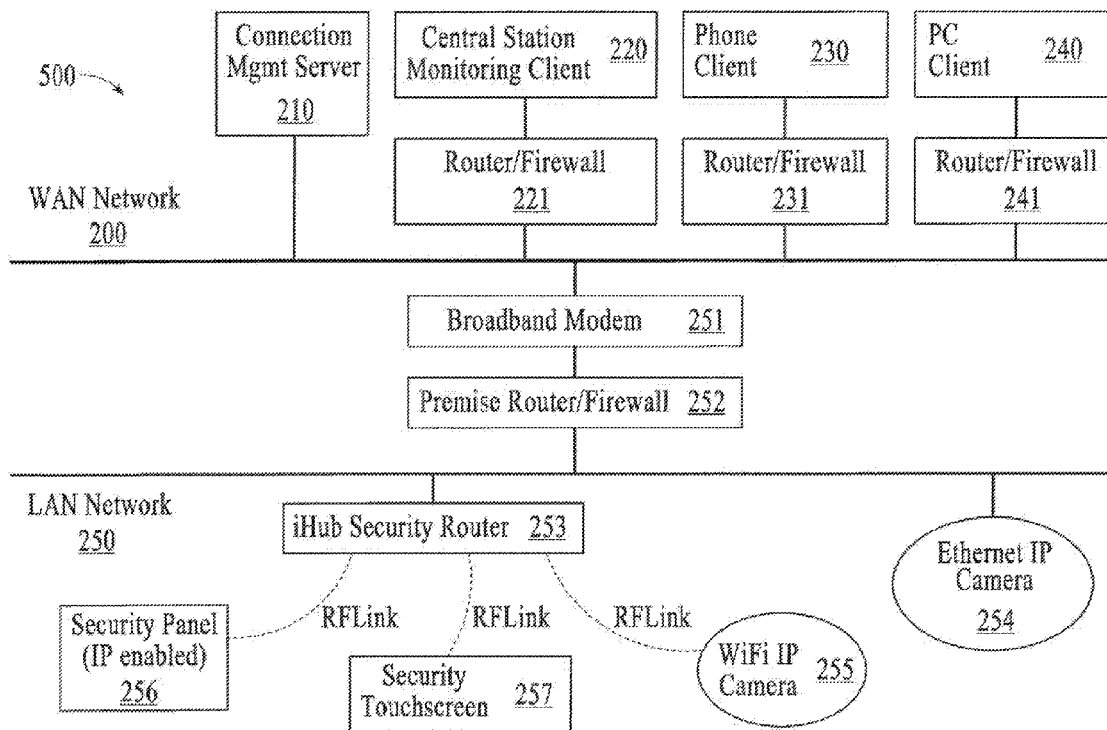 500
Connection
Mgmt Server
210
Central Station
Monitoring Client 220
Phone
Client 230
PC
Client 240
Router/Firewall
221
Router/Firewall
231
Router/Firewall
241
WAN Network
200
Broadband Modem 251
Premise Router/Firewall 252
LAN Network
250
iHub Security Router 253
Ethernet IP
Camera
254
RFLink
RFLink
RFLink
Security Panel
(IP enabled)
256
Security
Touchscreen 257
WiFi IP
Camera 255